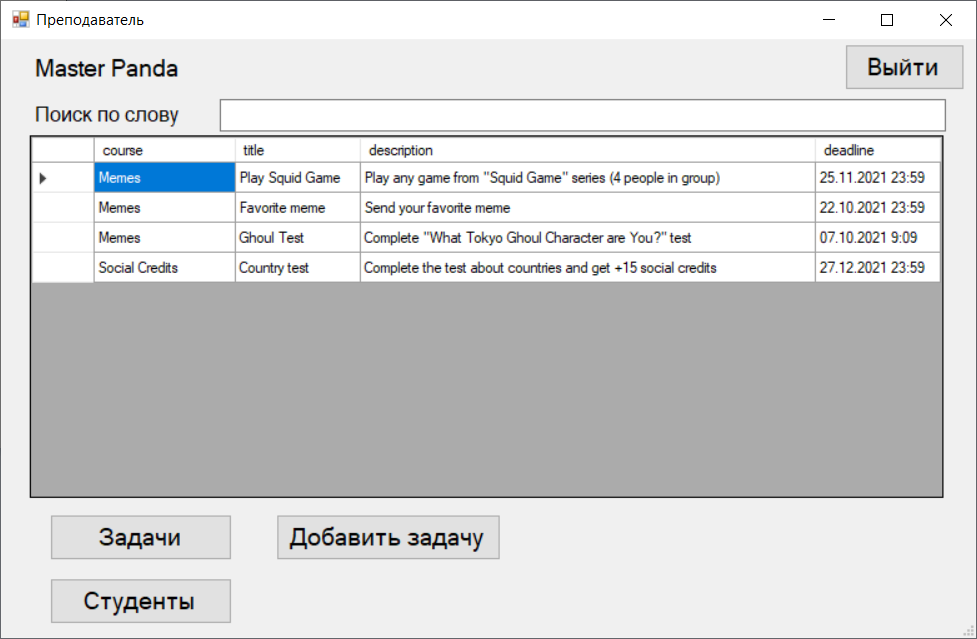 Преподаватель
Master Panda Выйти
Поиск по слову
course title description deadline
Memes Play Squid Game Play any game from "Squid Game" series (4 people in group) 25.11.2021 23:59
Memes Favorite meme Send your favorite meme 22.10.2021 23:59
Memes Ghoul Test Complete "What Tokyo Ghoul Character are You?" test 07.10.2021 9:09
Social Credits Country test Complete the test about countries and get +15 social credits 27.12.2021 23:59
Задачи Добавить задачу
Студенты